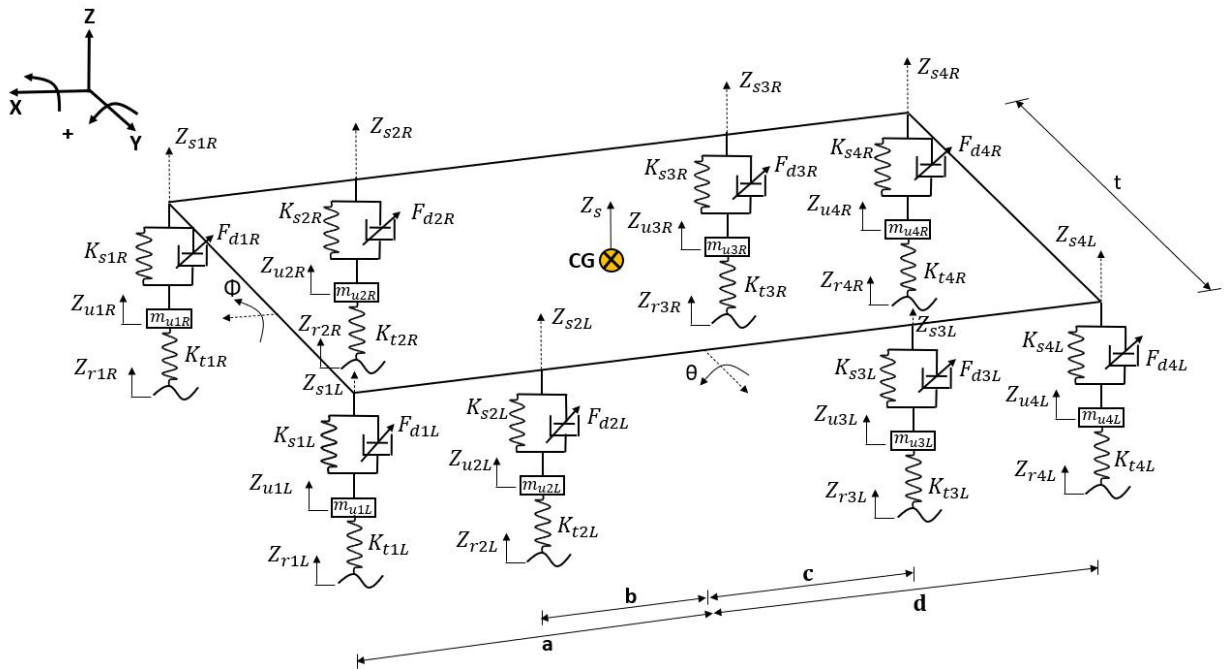 Z
X
Y
+
Z_{s1R}
Z_{s2R}
Z_{s3R}
Z_{s4R}
K_{s1R}
F_{d1R}
K_{s2R}
F_{d2R}
K_{s3R}
F_{d3R}
K_{s4R}
F_{d4R}
t
Z_{u1R}
m_{u1R}
Z_{u2R}
m_{u2R}
Z_{u3R}
m_{u3R}
Z_{u4R}
m_{u4R}
Z_s
CG
Φ
Z_{r1R}
K_{t1R}
Z_{r2R}
K_{t2R}
Z_{r3R}
K_{t3R}
Z_{r4R}
K_{t4R}
Z_{s1L}
Z_{s2L}
Z_{s3L}
Z_{s4L}
θ
K_{s1L}
F_{d1L}
K_{s2L}
F_{d2L}
K_{s3L}
F_{d3L}
K_{s4L}
F_{d4L}
Z_{u1L}
m_{u1L}
Z_{u2L}
m_{u2L}
Z_{u3L}
m_{u3L}
Z_{u4L}
m_{u4L}
Z_{r1L}
K_{t1L}
Z_{r2L}
K_{t2L}
Z_{r3L}
K_{t3L}
Z_{r4L}
K_{t4L}
b
c
a
d